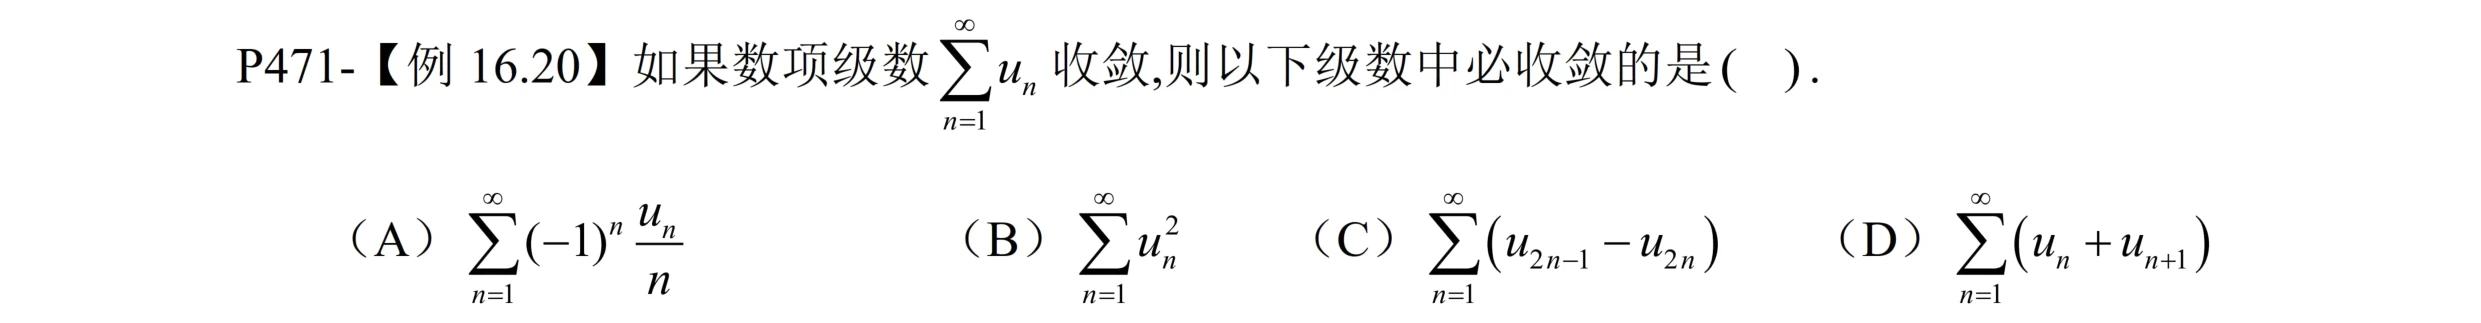 P471-【例 16.20】如果数项级数 $\sum_{n=1}^{\infty} u_n$ 收敛,则以下级数中必收敛的是( ).
（A）$\sum_{n=1}^{\infty} (-1)^n \frac{u_n}{n}$ （B）$\sum_{n=1}^{\infty} u_n^2$ （C）$\sum_{n=1}^{\infty} (u_{2n-1} - u_{2n})$ （D）$\sum_{n=1}^{\infty} (u_n + u_{n+1})$